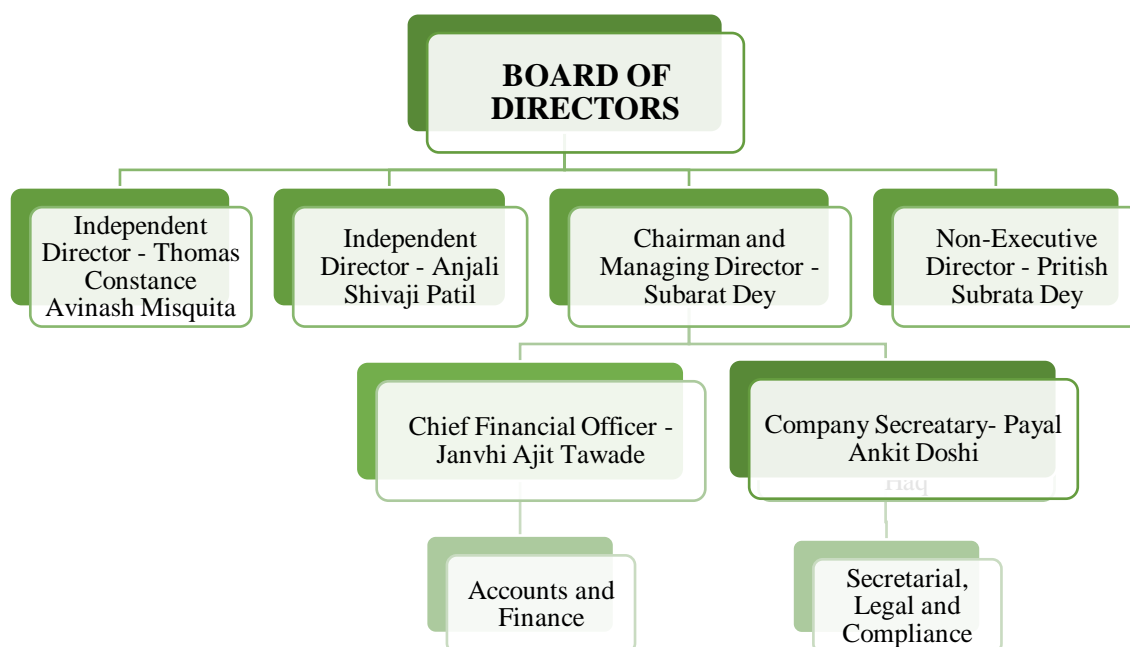 BOARD OF
DIRECTORS
Independent
Director - Thomas
Constance
Avinash Misquita
Independent
Director - Anjali
Shivaji Patil
Chairman and
Managing Director -
Subarat Dey
Non-Executive
Director - Pritish
Subrata Dey
Chief Financial Officer -
Janvhi Ajit Tawade
Company Secreatary- Payal
Ankit Doshi
Haq
Accounts and
Finance
Secretarial,
Legal and
Compliance